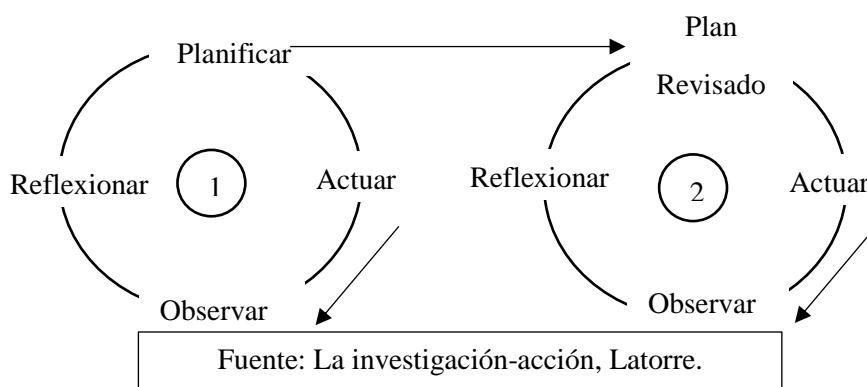 Planificar
Reflexionar
1
Actuar
Observar
Plan
Revisado
Reflexionar
2
Actuar
Observar
Fuente: La investigación-acción, Latorre.